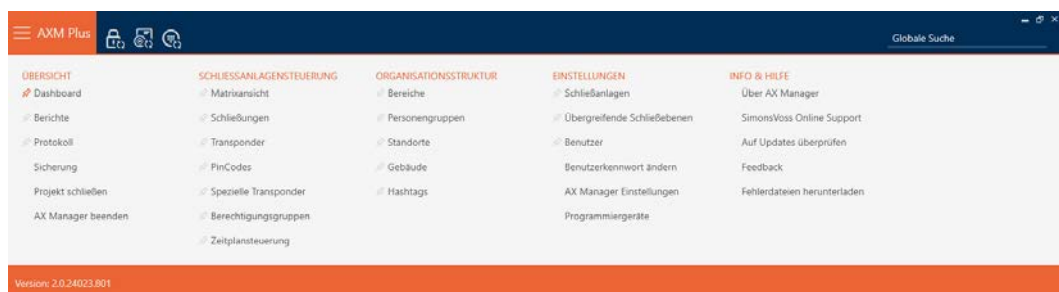 AXM Plus
Globale Suche
ÜBERSICHT
Dashboard
Berichte
Protokoll
Sicherung
Projekt schließen
AX Manager beenden
SCHLIESSANLAGENSTEUERUNG
Matrixansicht
Schließungen
Transponder
PinCodes
Spezielle Transponder
Berechtigungsgruppen
Zeitplansteuerung
ORGANISATIONSSTRUKTUR
Bereiche
Personengruppen
Standorte
Gebäude
Hashtags
EINSTELLUNGEN
Schließanlagen
Übergreifende Schließebenen
Benutzer
Benutzerkennwort ändern
AX Manager Einstellungen
Programmiergeräte
INFO & HILFE
Über AX Manager
SimonsVoss Online Support
Auf Updates überprüfen
Feedback
Fehlerdateien herunterladen
Version: 2.0.24023.801